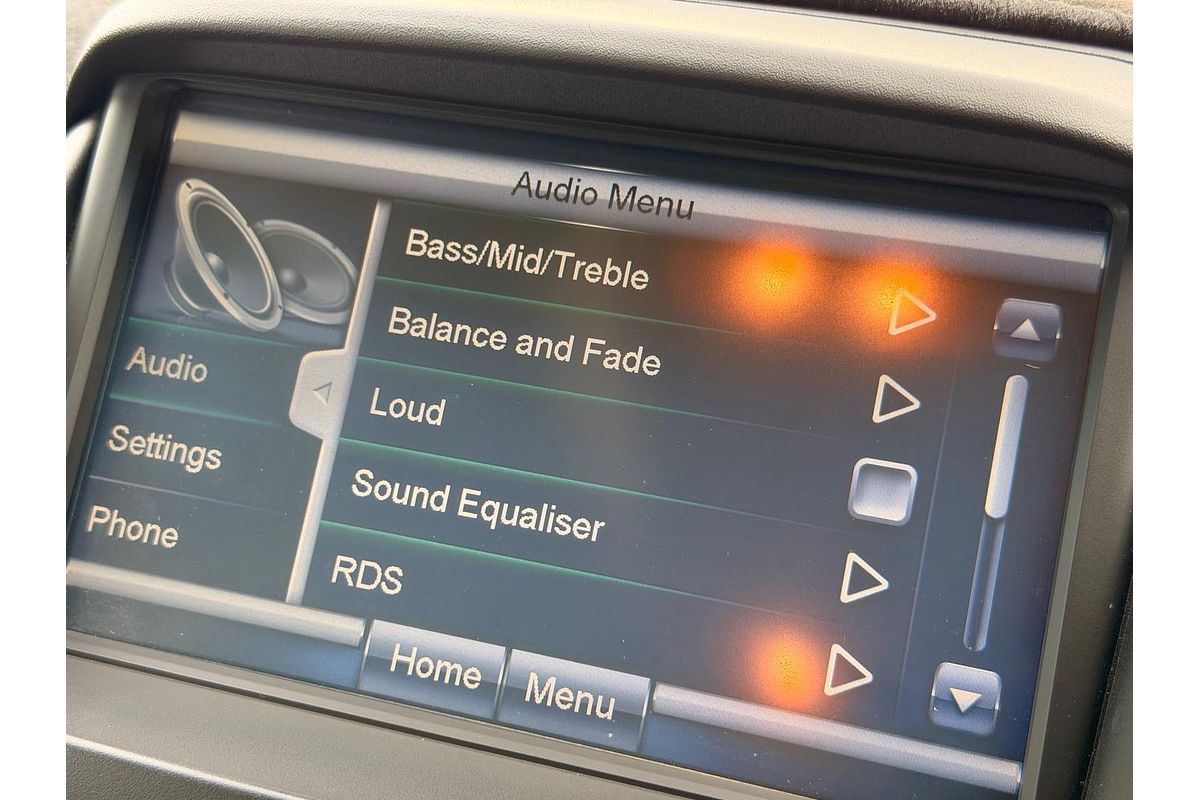 Audio Menu
Bass/Mid/Treble
Balance and Fade
Loud
Sound Equaliser
RDS
Audio
Settings
Phone
Home
Menu